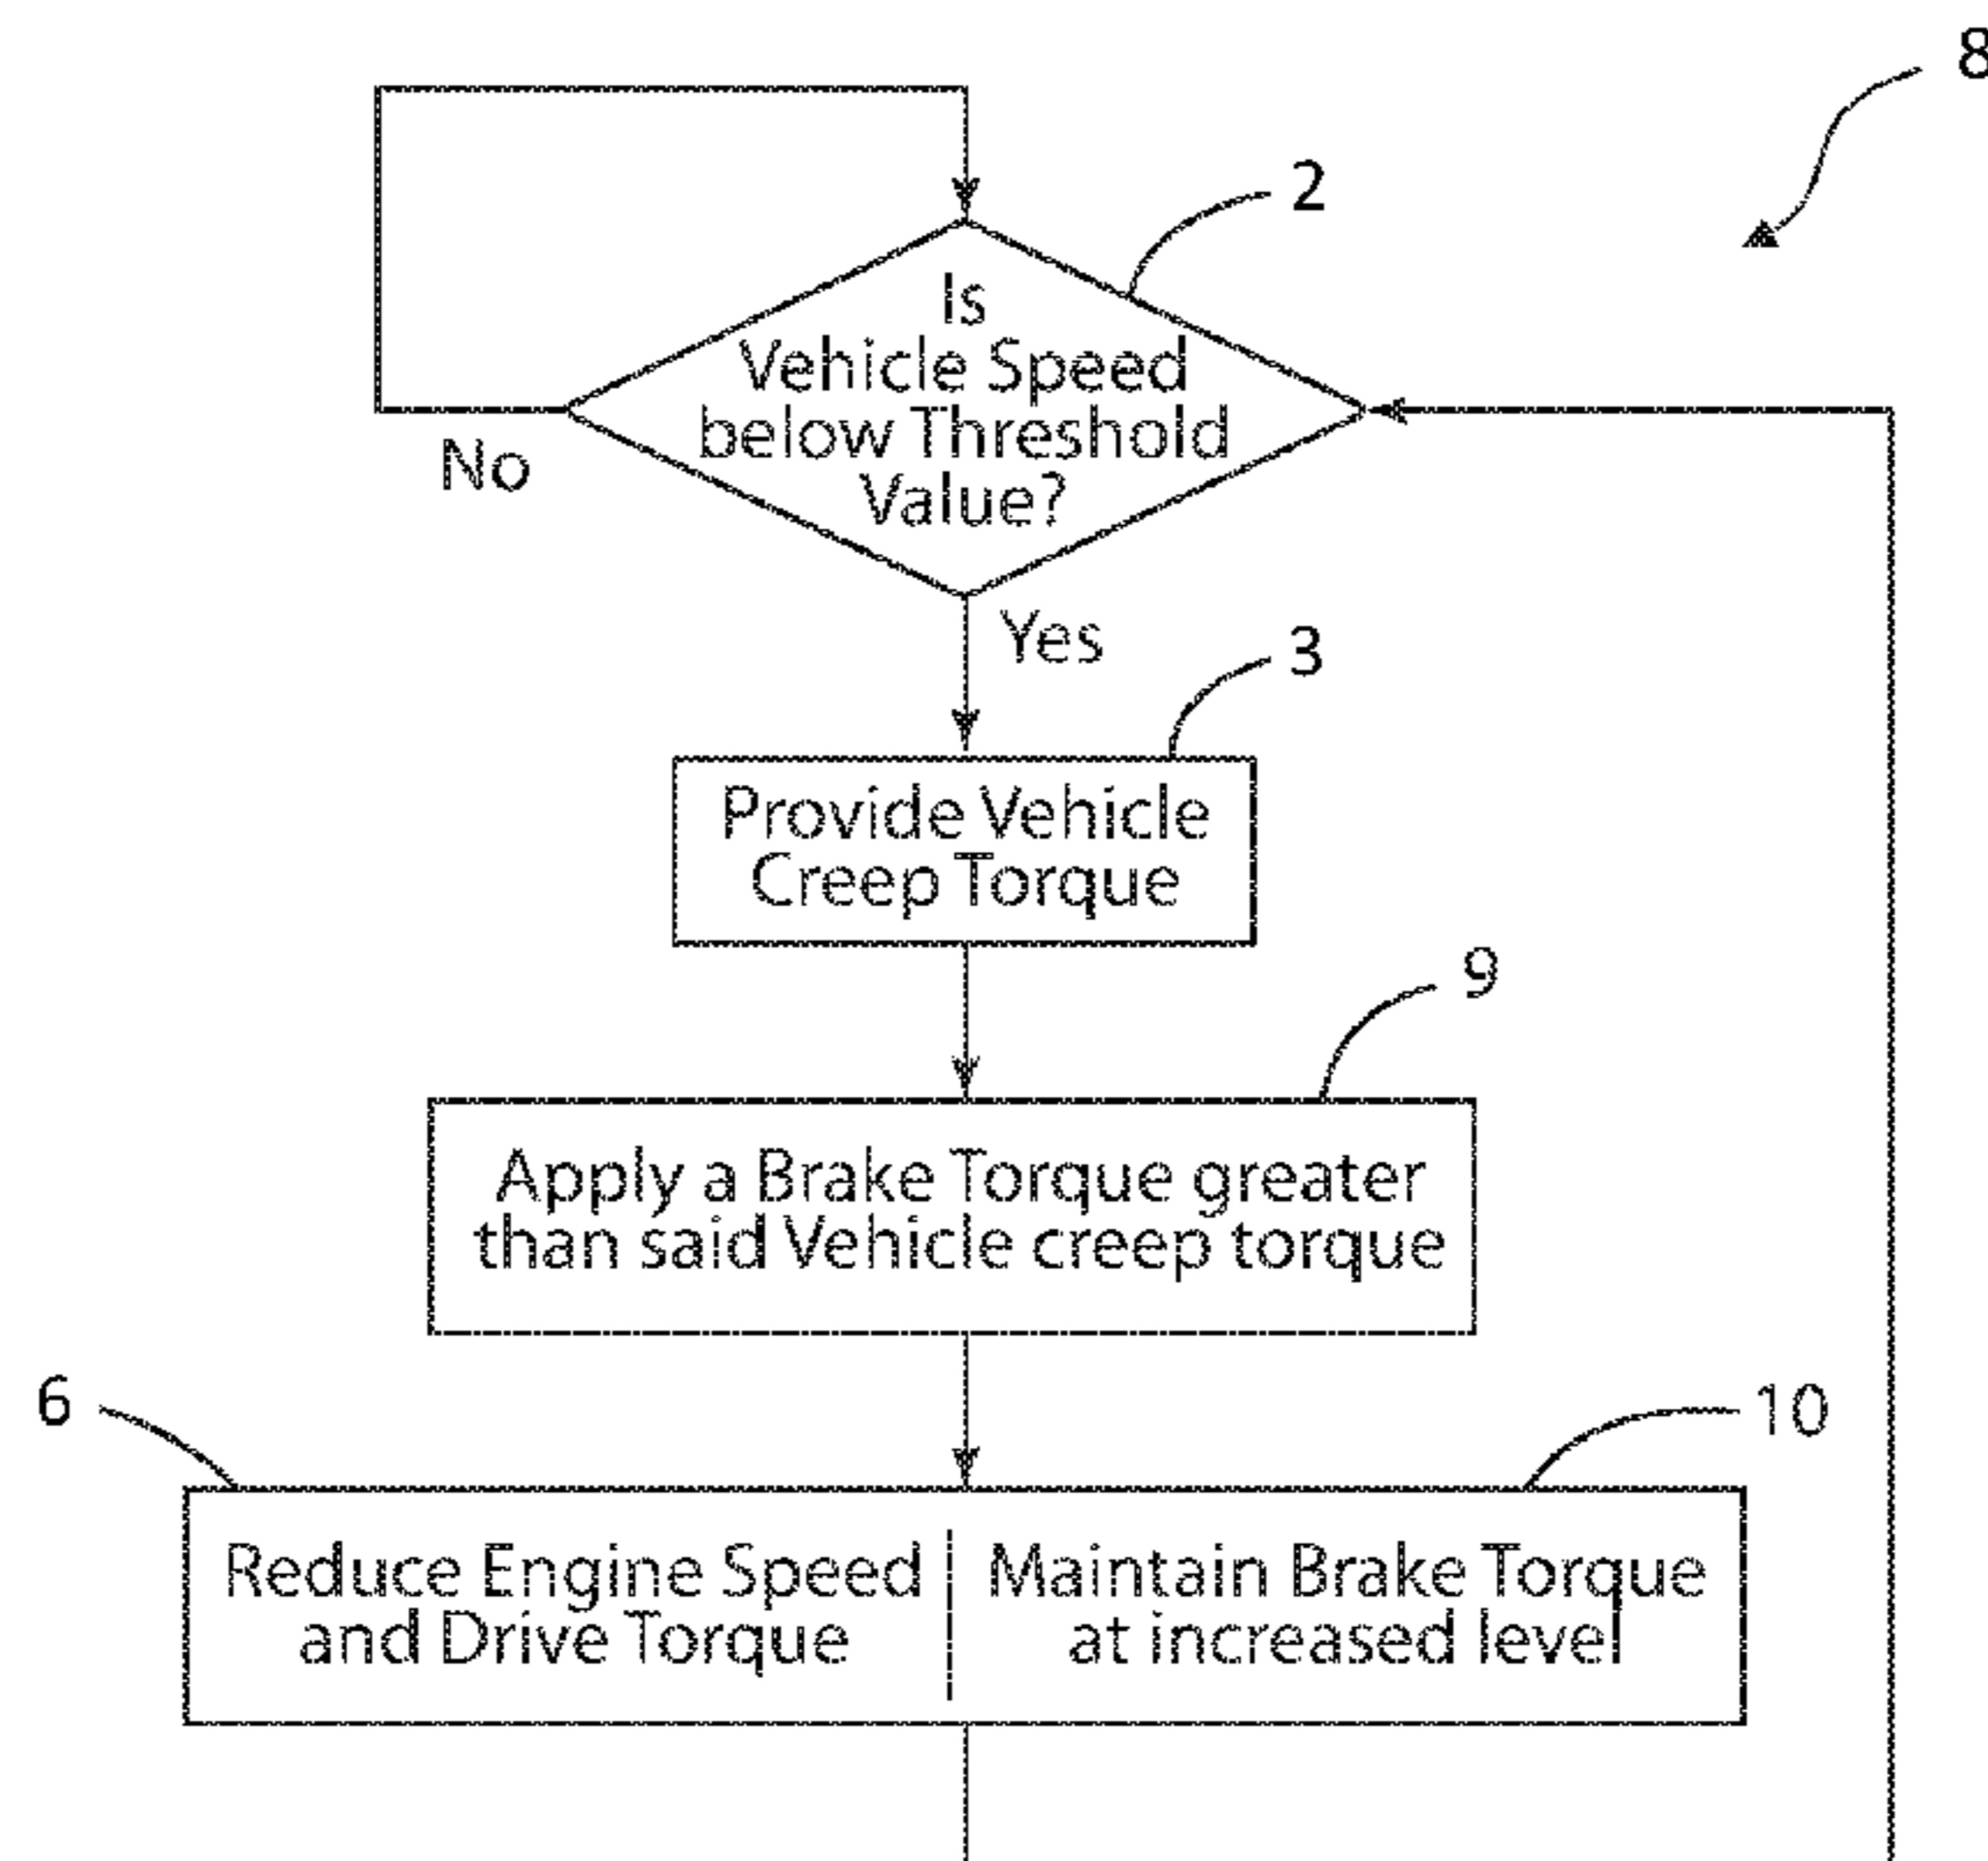 8
2
Is
Vehicle Speed
below Threshold
Value?
No
Yes
3
Provide Vehicle
Creep Torque
9
Apply a Brake Torque greater
than said Vehicle creep torque
6
10
Reduce Engine Speed
and Drive Torque
Maintain Brake Torque
at increased level